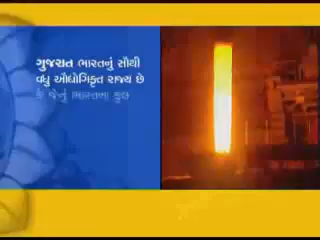 ગુજરાત ભારતનું સૌથી
વધુ ઔદ્યોગિકૃત રાજ્ય છે
કે જેનું ભારતના કુલ